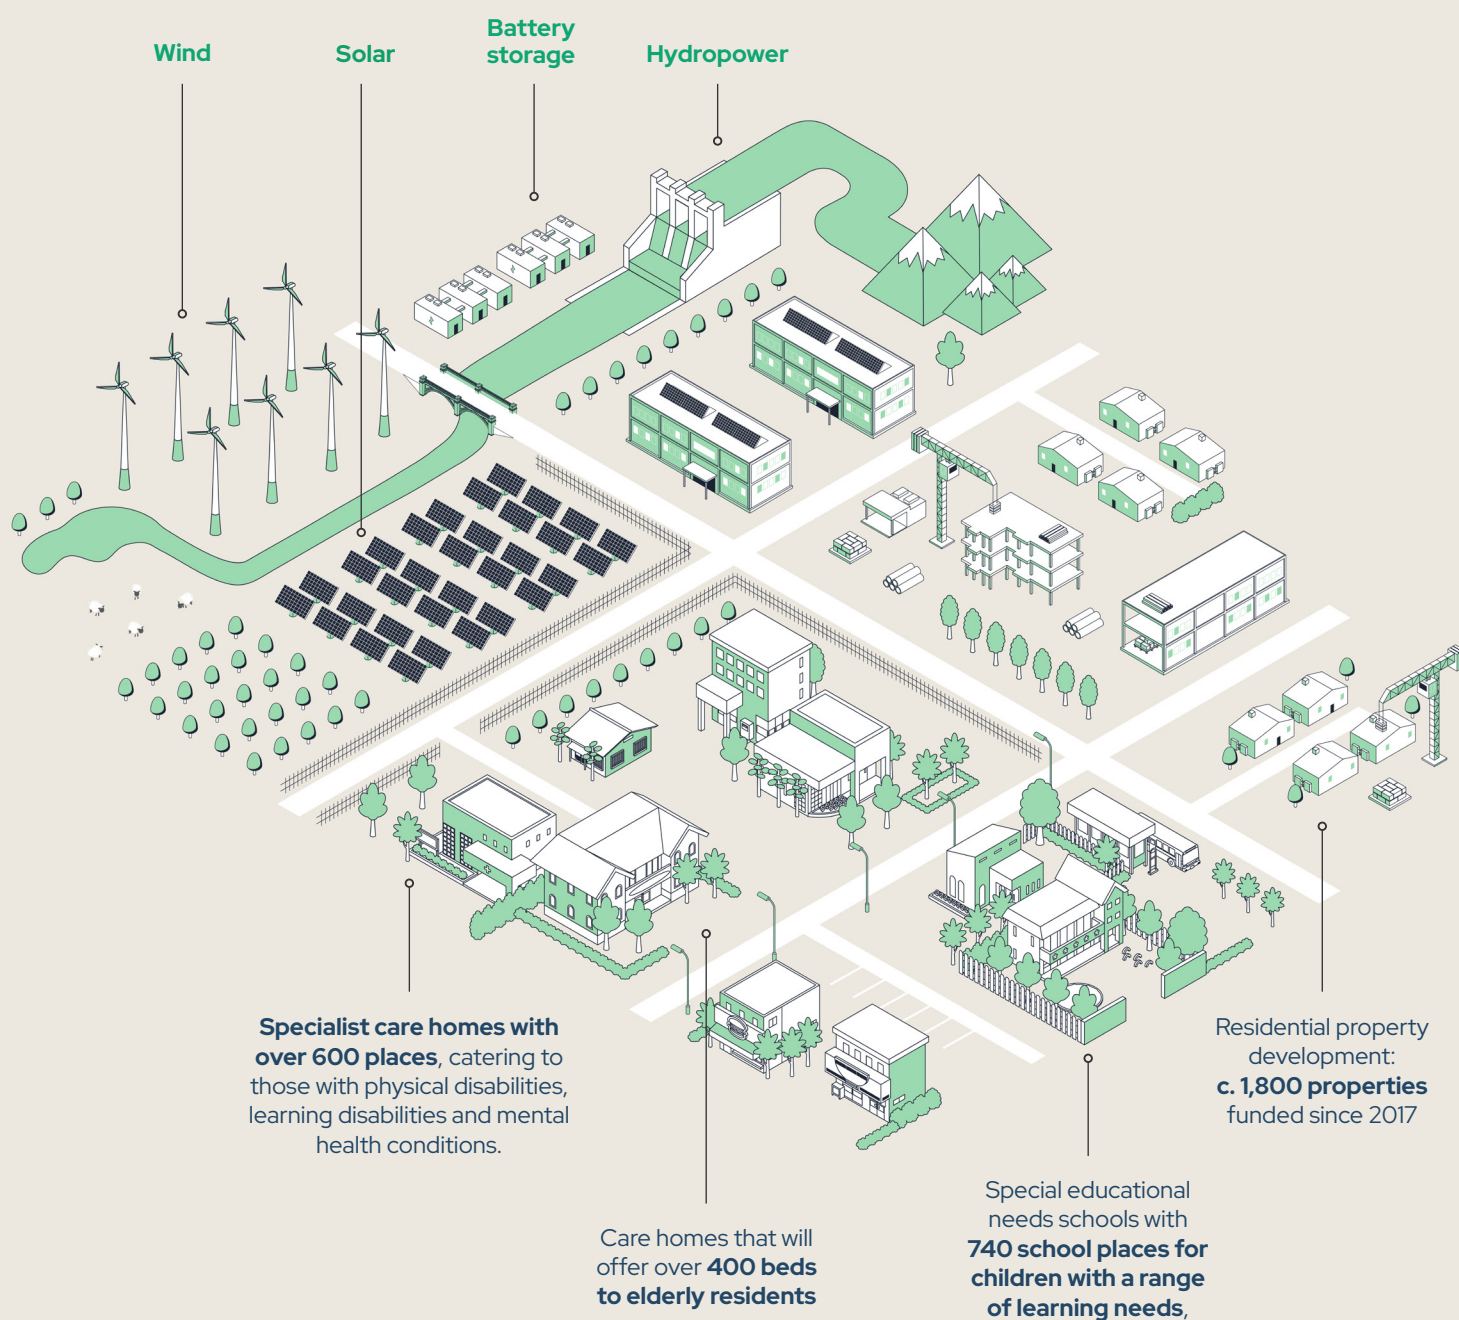 Wind
Solar
Battery
storage
Hydropower
Specialist care homes with
over 600 places, catering to
those with physical disabilities,
learning disabilities and mental
health conditions.
Care homes that will
offer over 400 beds
to elderly residents
Special educational
needs schools with
740 school places for
children with a range
of learning needs,
Residential property
development:
c. 1,800 properties
funded since 2017